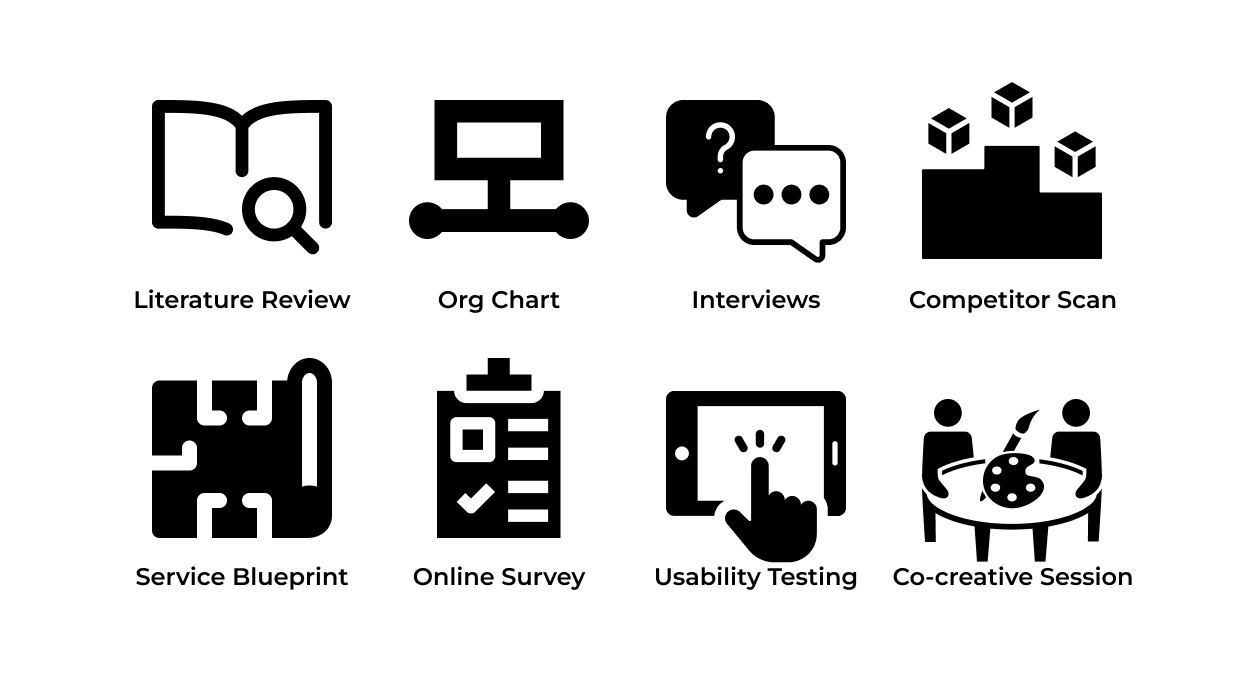 Literature Review
Org Chart
Interviews
Competitor Scan
Service Blueprint
Online Survey
Usability Testing
Co-creative Session